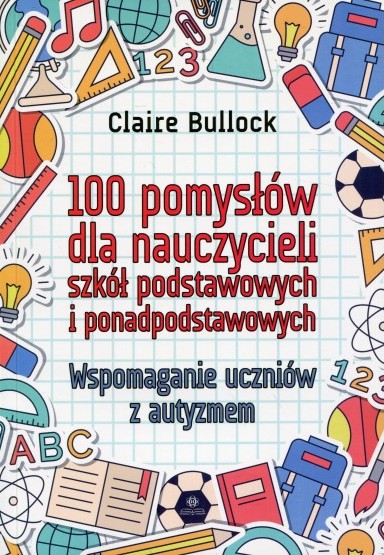 123
Claire Bullock
100 pomysłów
dla nauczycieli
szkół podstawowych
i ponadpodstawowych
Wspomaganie uczniów
z autyzmem
123
ABC